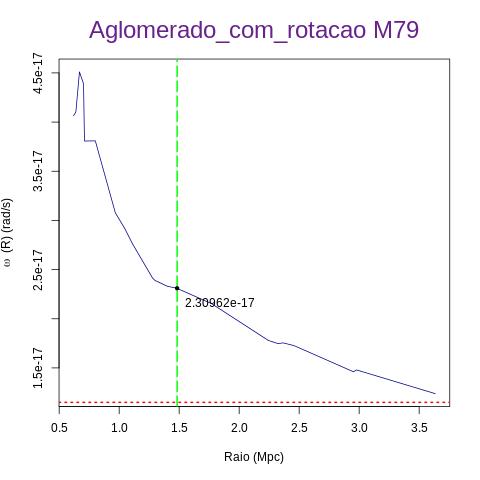 Aglomerado_com_rotacao M79
4.5e-17
3.5e-17
2.5e-17
1.5e-17
ω (R) (rad/s)
2.30962e-17
0.5 1.0 1.5 2.0 2.5 3.0 3.5
Raio (Mpc)